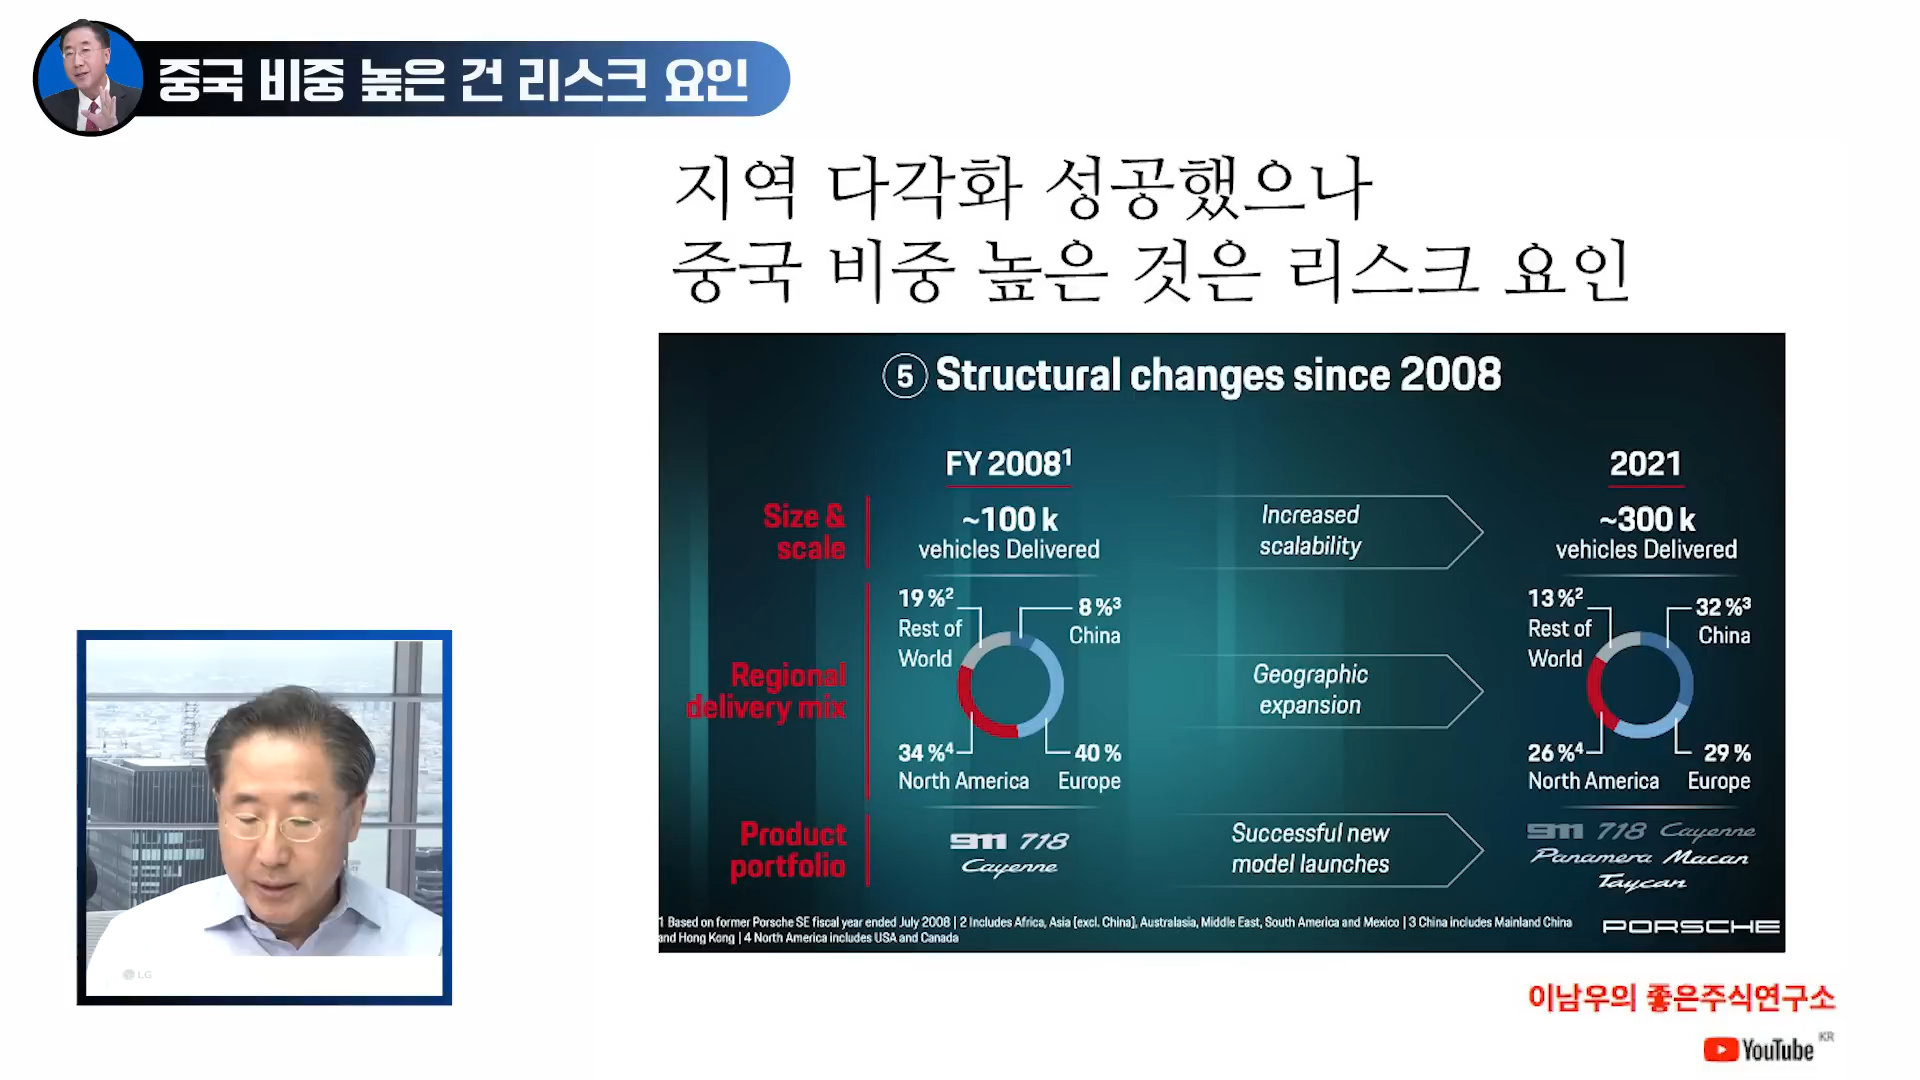 중국 비중 높은 건 리스크 요인
지역 다각화 성공했으나
중국 비중 높은 것은 리스크 요인
5 Structural changes since 2008
FY 2008¹
2021
Size &
scale
~100 k
vehicles Delivered
Increased
scalability
~300 k
vehicles Delivered
Regional
delivery mix
19 %²
Rest of
World
8 %³
China
34 %⁴
North America
40 %
Europe
Geographic
expansion
13 %²
Rest of
World
32 %³
China
26 %⁴
North America
29 %
Europe
Product
portfolio
911 718
Cayenne
Successful new
model launches
911 718 Cayenne
Panamera Macan
Taycan
1 Based on former Porsche SE fiscal year ended July 2008 | 2 Includes Africa, Asia (excl. China), Australasia, Middle East, South America and Mexico | 3 China includes Mainland China
and Hong Kong | 4 North America includes USA and Canada
PORSCHE
LG
이남우의 좋은주식연구소
YouTube KR